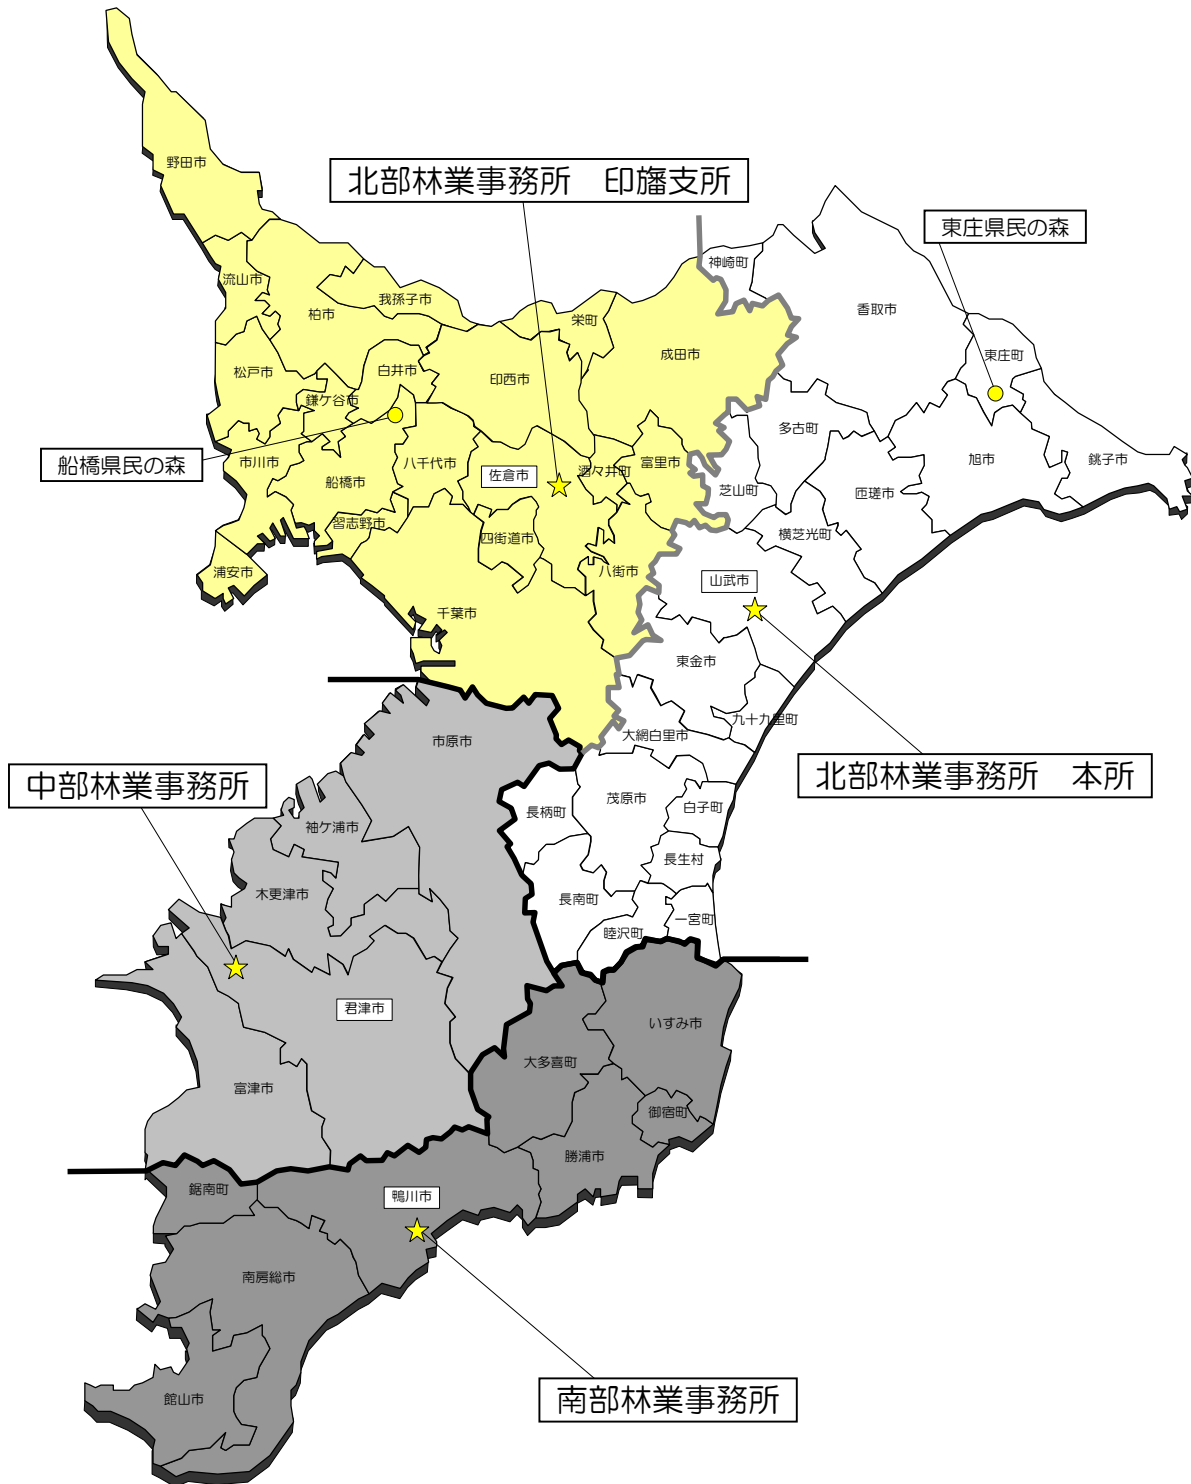 野田市
北部林業事務所　印旛支所
東庄県民の森
神崎町
流山市
我孫子市
香取市
柏市
栄町
成田市
東庄町
松戸市
白井市
印西市
鎌ケ谷市
多古町
船橋県民の森
市川市
八千代市
佐倉市
酒々井町
富里市
旭市
銚子市
船橋市
芝山町
匝瑳市
習志野市
四街道市
横芝光町
浦安市
八街市
山武市
千葉市
東金市
九十九里町
市原市
大網白里市
中部林業事務所
北部林業事務所　本所
長柄町
茂原市
白子町
袖ケ浦市
長生村
木更津市
長南町
一宮町
睦沢町
君津市
いすみ市
大多喜町
富津市
御宿町
勝浦市
鋸南町
鴨川市
南房総市
館山市
南部林業事務所